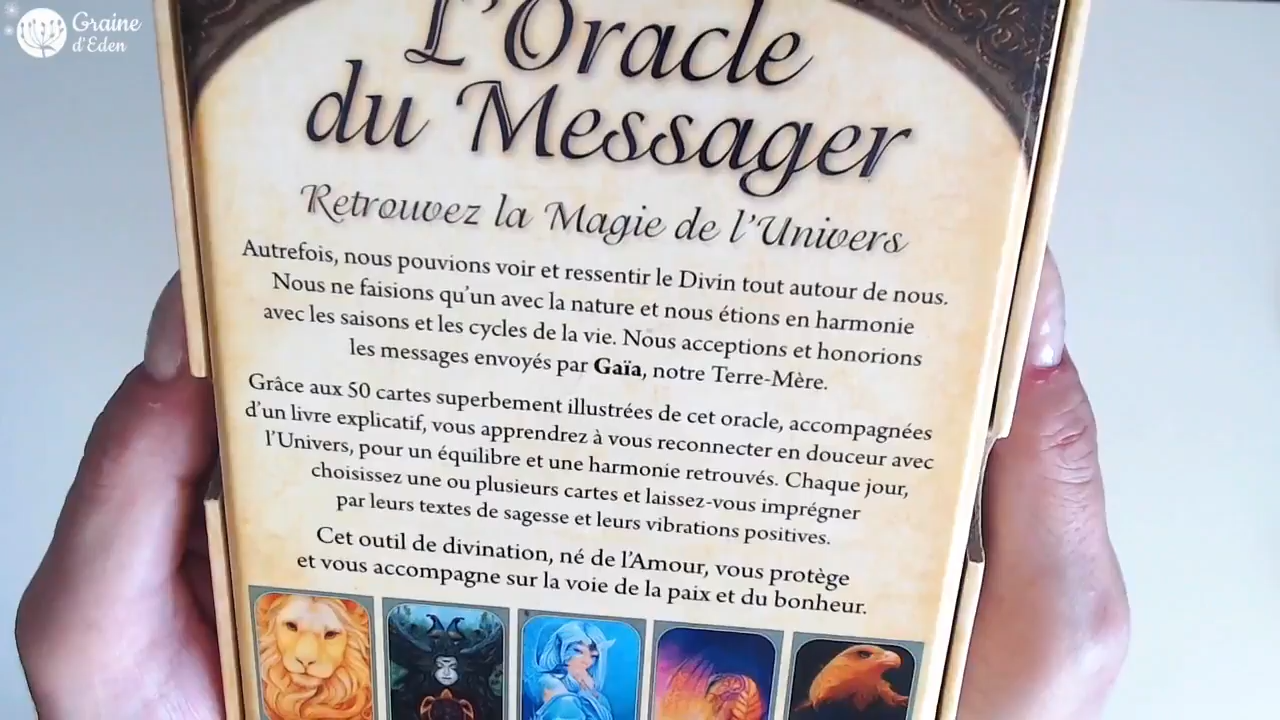 Graine
d'Eden
L'Oracle
du Messager
Retrouvez la Magie de l'Univers
Autrefois, nous pouvions voir et ressentir le Divin tout autour de nous.
Nous ne faisions qu'un avec la nature et nous étions en harmonie
avec les saisons et les cycles de la vie. Nous acceptions et honorions
les messages envoyés par Gaïa, notre Terre-Mère.
Grâce aux 50 cartes superbement illustrées de cet oracle, accompagnées
d'un livre explicatif, vous apprendrez à vous reconnecter en douceur avec
l'Univers, pour un équilibre et une harmonie retrouvés. Chaque jour,
choisissez une ou plusieurs cartes et laissez-vous imprégner
par leurs textes de sagesse et leurs vibrations positives.
Cet outil de divination, né de l'Amour, vous protège
et vous accompagne sur la voie de la paix et du bonheur.